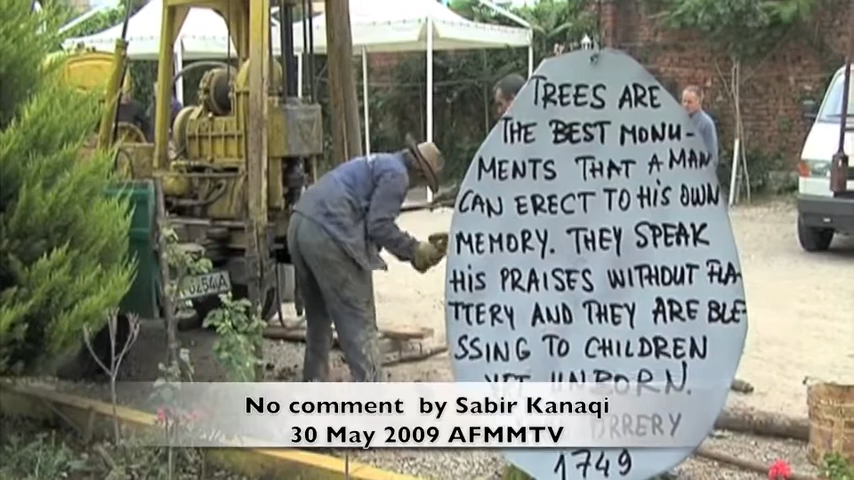 TREES ARE
THE BEST MONU-
MENTS THAT A MAN
CAN ERECT TO HIS OWN
MEMORY. THEY SPEAK
HIS PRAISES WITHOUT FLA-
TTERY AND THEY ARE BLE-
SSING TO CHILDREN
YET UNBORN.
ORRERY
1749
No comment by Sabir Kanaqi
30 May 2009 AFMMTV